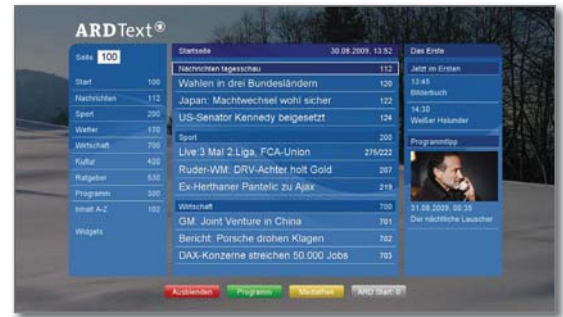 ARDText
Seite 100
Start 100
Nachrichten 112
Sport 200
Wetter 170
Wirtschaft 700
Kultur 400
Ratgeber 530
Programm 300
Inhalt A-Z 102
Widgets
Startseite 30.08.2009, 13:52
Nachrichten tagesschau 112
Wahlen in drei Bundesländern 120
Japan: Machtwechsel wohl sicher 122
US-Senator Kennedy beigesetzt 124
Sport 200
Live:3 Mal 2.Liga, FCA-Union 275/222
Ruder-WM: DRV-Achter holt Gold 207
Ex-Herthaner Pantelic zu Ajax 219
Wirtschaft 700
GM: Joint Venture in China 701
Bericht: Porsche drohen Klagen 702
DAX-Konzerne streichen 50.000 Jobs 703
Das Erste
Jetzt im Ersten
13:45
Bilderbuch
14:30
Weißer Holunder
Programmtipp
31.08.2009, 00:35
Der nächtliche Lauscher
Ausblenden
Programm
Mediathek
ARD Start: 0